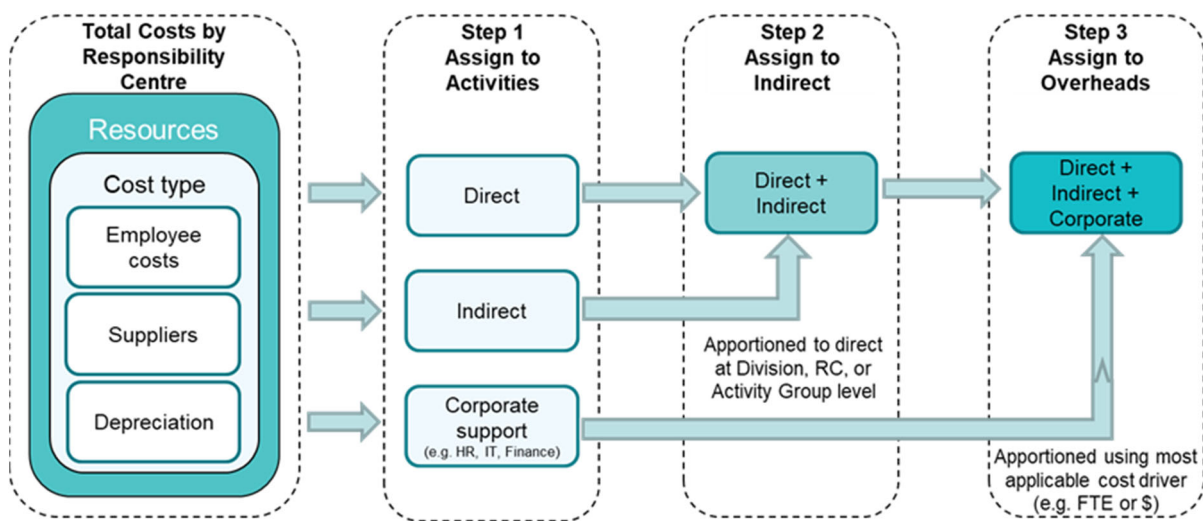 Total Costs by
Responsibility
Centre
Resources
Cost type
Employee
costs
Suppliers
Depreciation
Step 1
Assign to
Activities
Direct
Indirect
Corporate
support
(e.g. HR, IT, Finance)
Step 2
Assign to
Indirect
Direct +
Indirect
Apportioned to direct
at Division, RC, or
Activity Group level
Step 3
Assign to
Overheads
Direct +
Indirect +
Corporate
Apportioned using most
applicable cost driver
(e.g. FTE or $)